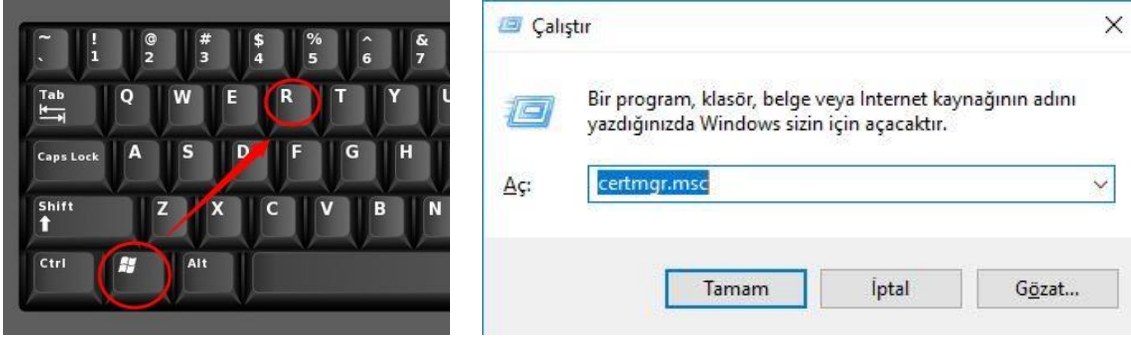 ~ ! @ # $ % ^ &
` 1 2 3 4 5 6 7
Tab Q W E R T Y
Caps Lock A S D F G H
Shift Z X C V B N
Ctrl Alt
Çalıştır
Bir program, klasör, belge veya Internet kaynağının adını
yazdığınızda Windows sizin için açacaktır.
Aç: certmgr.msc
Tamam İptal Gözat...